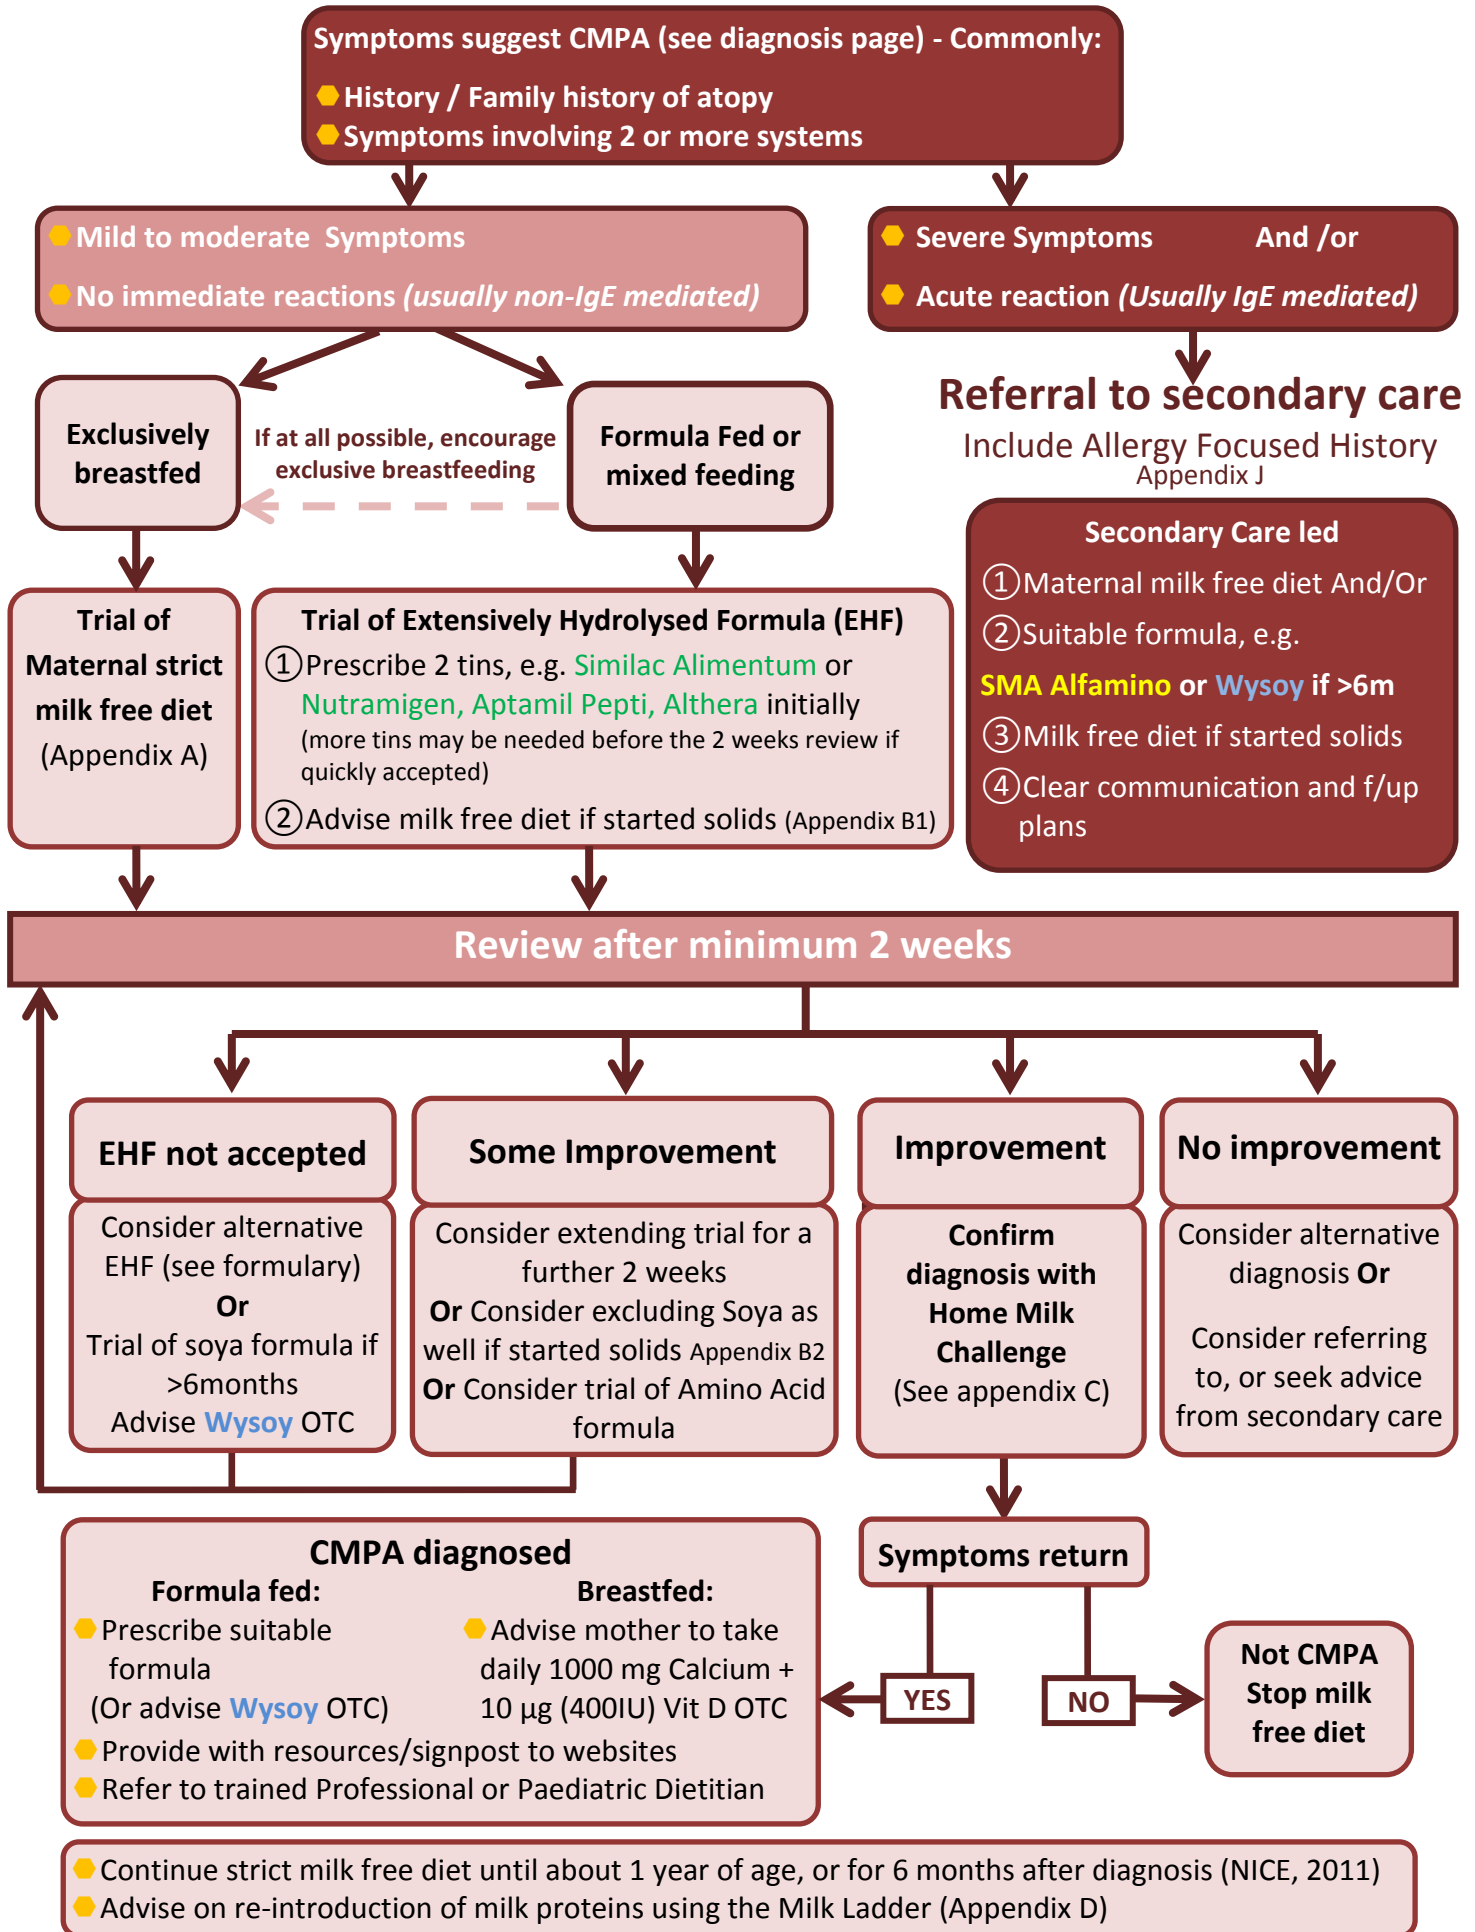 Symptoms suggest CMPA (see diagnosis page) - Commonly:
History / Family history of atopy
Symptoms involving 2 or more systems
Mild to moderate Symptoms
No immediate reactions (usually non-IgE mediated)
Severe Symptoms And /or
Acute reaction (Usually IgE mediated)
Exclusively
breastfed
If at all possible, encourage
exclusive breastfeeding
Formula Fed or
mixed feeding
Referral to secondary care
Include Allergy Focused History
Appendix J
Trial of
Maternal strict
milk free diet
(Appendix A)
Trial of Extensively Hydrolysed Formula (EHF)
① Prescribe 2 tins, e.g. Similac Alimentum or
Nutramigen, Aptamil Pepti, Althera initially
(more tins may be needed before the 2 weeks review if
quickly accepted)
② Advise milk free diet if started solids (Appendix B1)
Secondary Care led
① Maternal milk free diet And/Or
② Suitable formula, e.g.
SMA Alfamino or Wysoy if >6m
③ Milk free diet if started solids
④ Clear communication and f/up
plans
Review after minimum 2 weeks
EHF not accepted
Consider alternative
EHF (see formulary)
Or
Trial of soya formula if
>6months
Advise Wysoy OTC
Some Improvement
Consider extending trial for a
further 2 weeks
Or Consider excluding Soya as
well if started solids Appendix B2
Or Consider trial of Amino Acid
formula
Improvement
Confirm
diagnosis with
Home Milk
Challenge
(See appendix C)
No improvement
Consider alternative
diagnosis Or
Consider referring
to, or seek advice
from secondary care
Symptoms return
YES
NO
Not CMPA
Stop milk
free diet
CMPA diagnosed
Formula fed:
Prescribe suitable
formula
(Or advise Wysoy OTC)
Breastfed:
Advise mother to take
daily 1000 mg Calcium +
10 µg (400IU) Vit D OTC
Provide with resources/signpost to websites
Refer to trained Professional or Paediatric Dietitian
Continue strict milk free diet until about 1 year of age, or for 6 months after diagnosis (NICE, 2011)
Advise on re-introduction of milk proteins using the Milk Ladder (Appendix D)